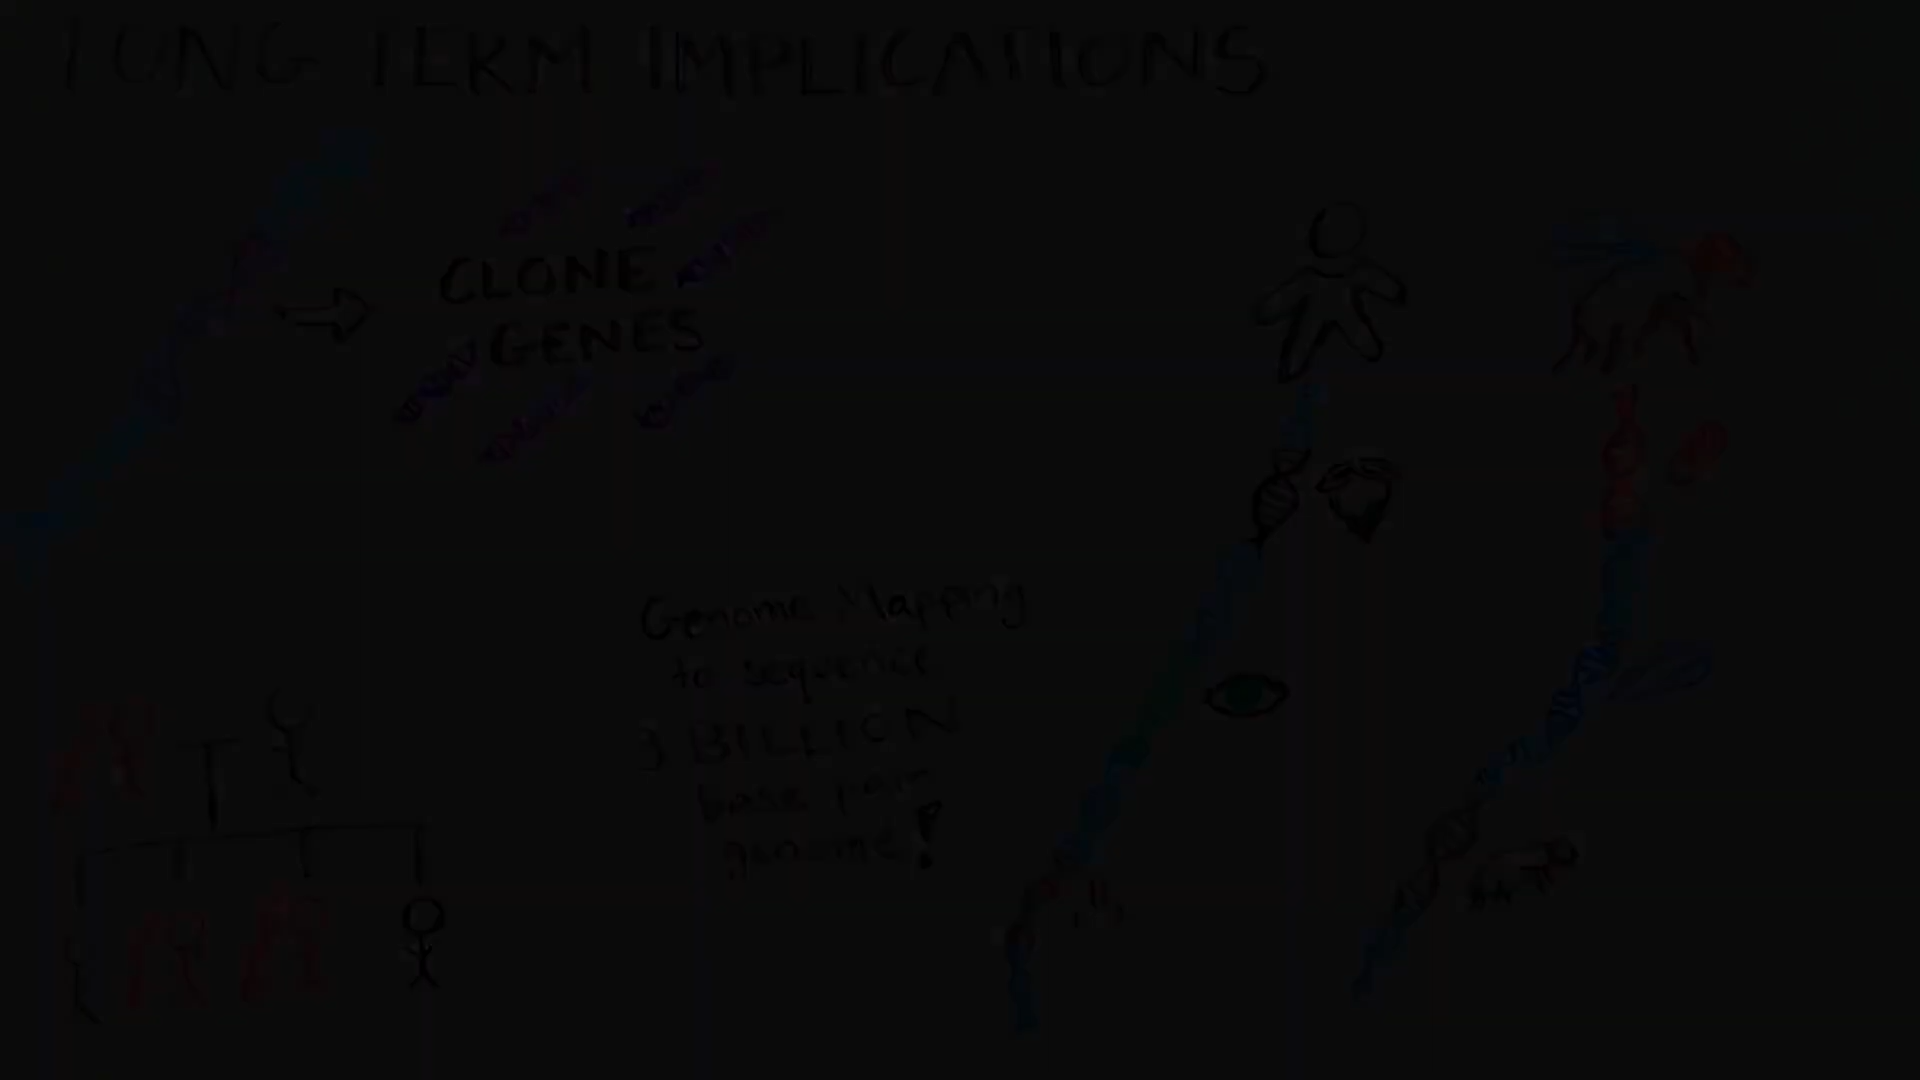 LONG TERM IMPLICATIONS
CLONE
GENES
Genome Mapping
to sequence
3 BILLION
base pair
genome!